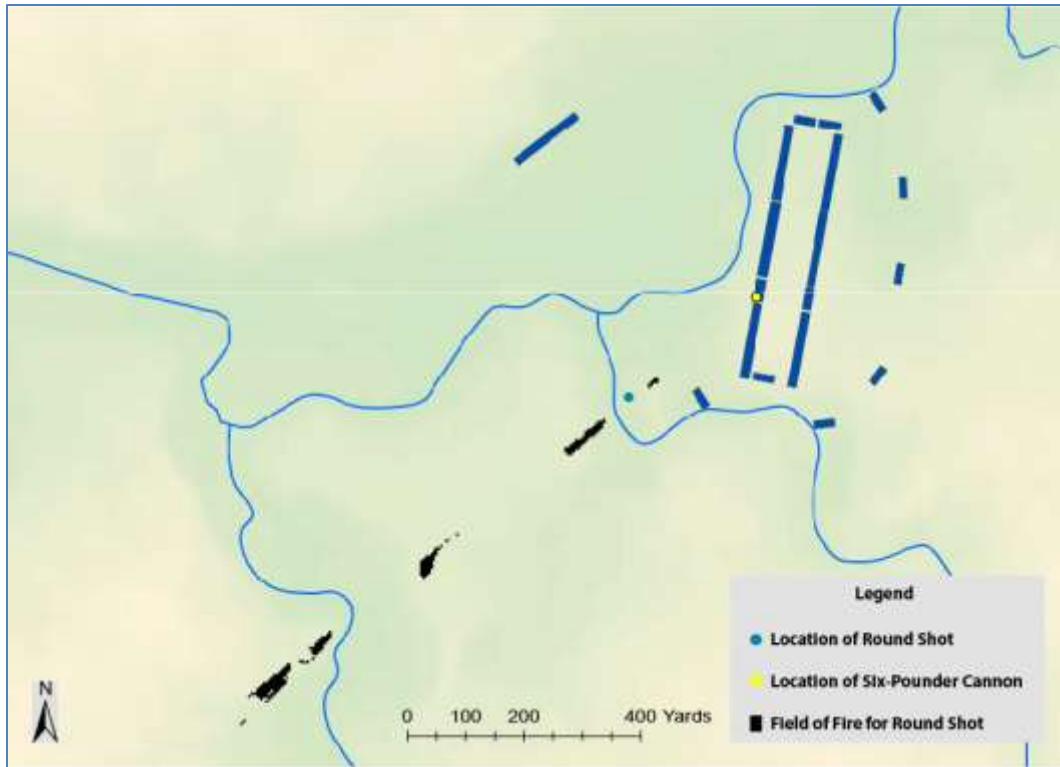 Legend
Location of Round Shot
Location of Six-Pounder Cannon
Field of Fire for Round Shot
N
0 100 200 400 Yards